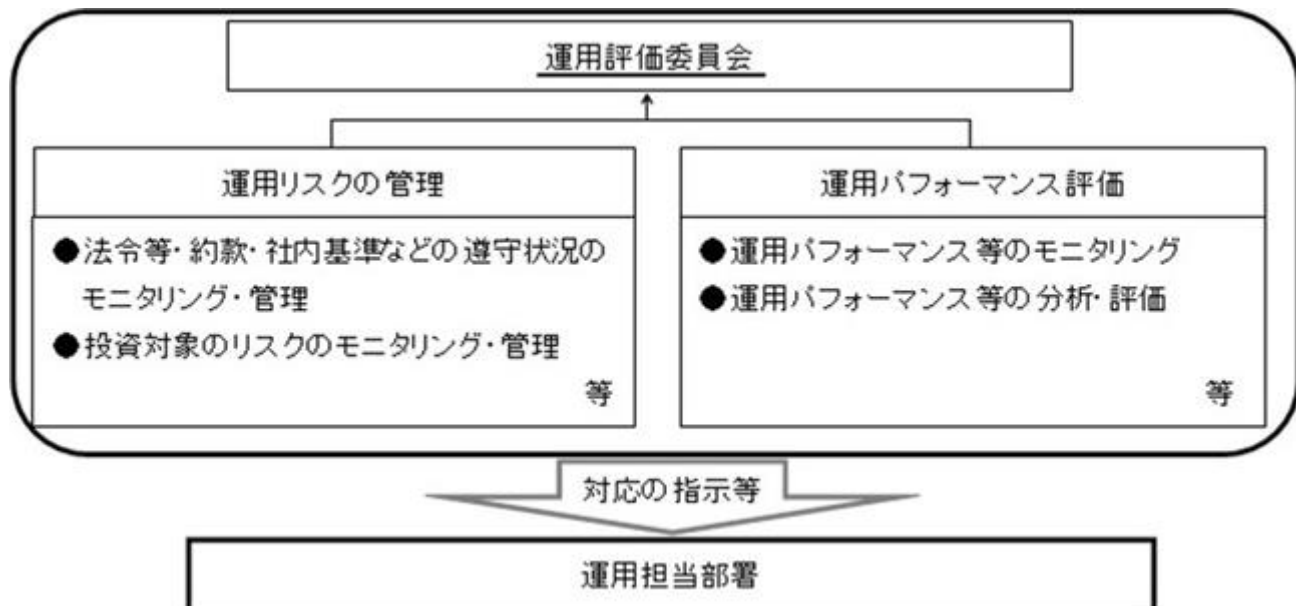 運用評価委員会
運用リスクの管理
●法令等・約款・社内基準などの遵守状況の
モニタリング・管理
●投資対象のリスクのモニタリング・管理
等
運用パフォーマンス評価
●運用パフォーマンス等のモニタリング
●運用パフォーマンス等の分析・評価
等
対応の指示等
運用担当部署